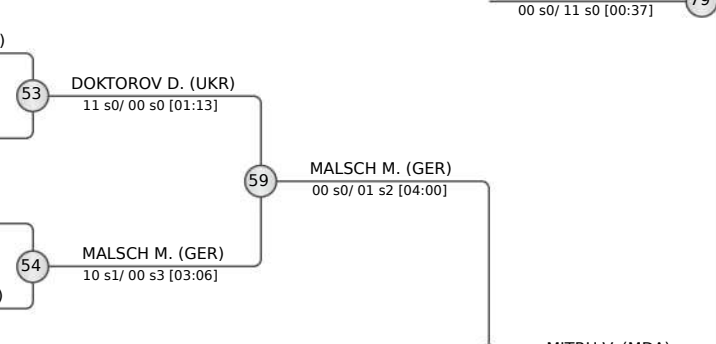 00 s0/ 11 s0 [00:37]
)
53
DOKTOROV D. (UKR)
11 s0/ 00 s0 [01:13]
59
MALSCH M. (GER)
00 s0/ 01 s2 [04:00]
54
MALSCH M. (GER)
10 s1/ 00 s3 [03:06]
)